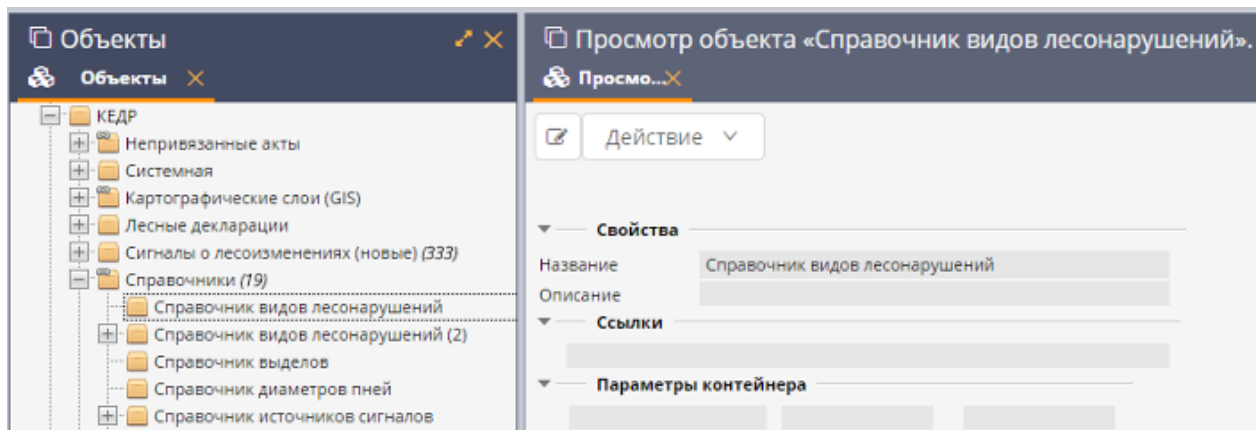 Объекты
Объекты
КЕДР
Непривязанные акты
Системная
Картографические слои (GIS)
Лесные декларации
Сигналы о лесоизменениях (новые) (333)
Справочники (19)
Справочник видов лесонарушений
Справочник видов лесонарушений (2)
Справочник выделов
Справочник диаметров пней
Справочник источников сигналов
Просмотр объекта «Справочник видов лесонарушений».
Просмо...
Действие
Свойства
Название Справочник видов лесонарушений
Описание
Ссылки
Параметры контейнера